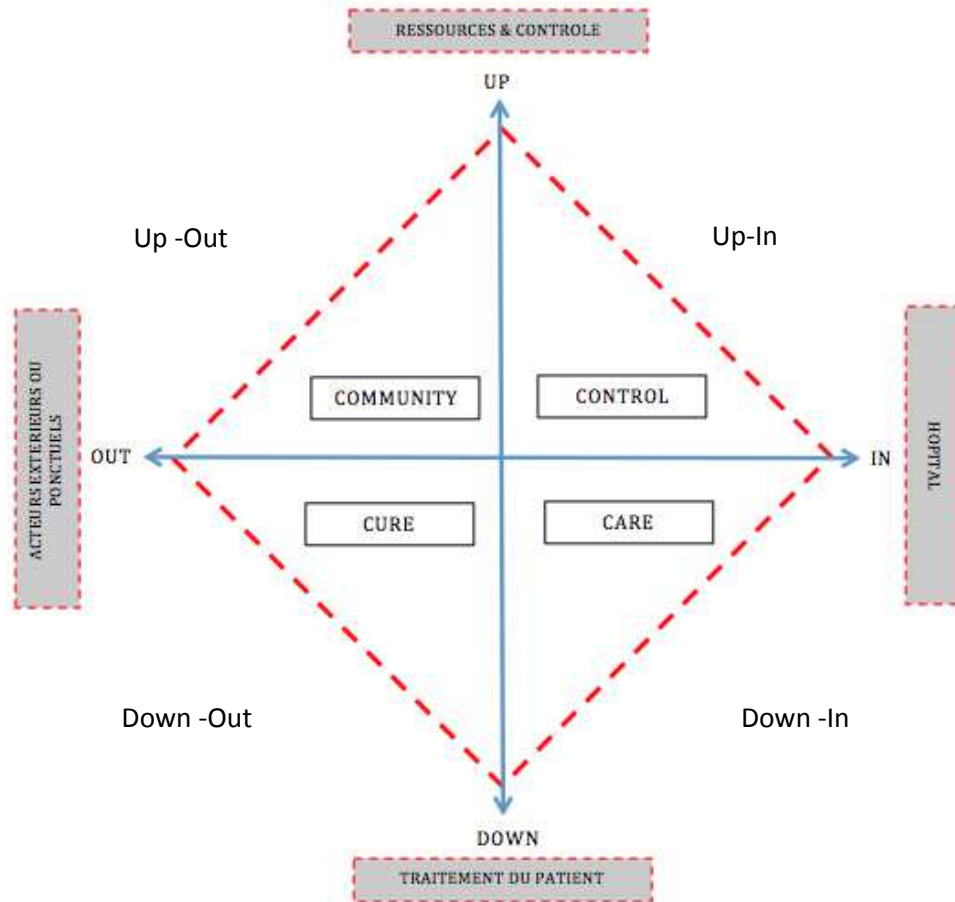 RESSOURCES & CONTROLE
UP
Up -Out
Up-In
COMMUNITY
CONTROL
ACTEURS EXTERIEURS OU
PONCTUELS
OUT
IN
HOPITAL
CURE
CARE
Down -Out
Down -In
DOWN
TRAITEMENT DU PATIENT